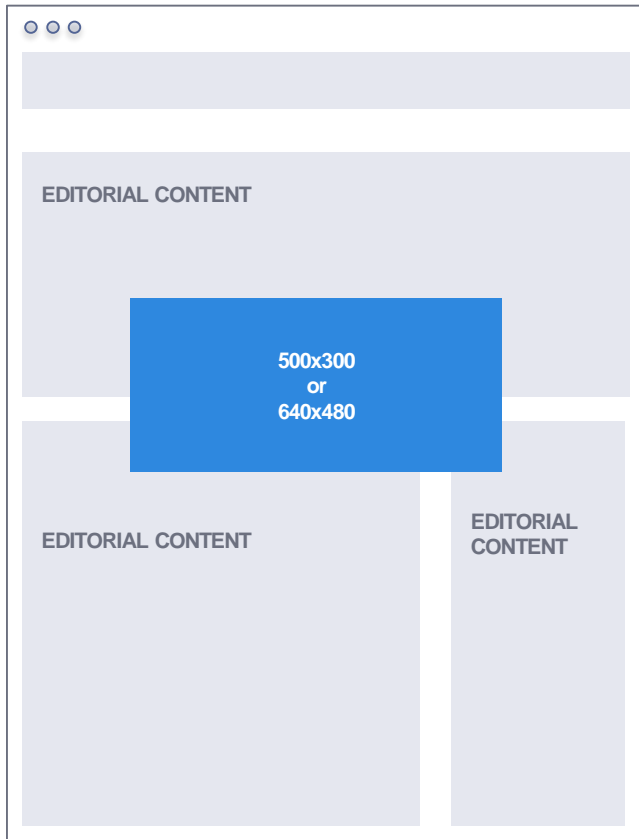 EDITORIAL CONTENT
500x300
or
640x480
EDITORIAL CONTENT
EDITORIAL
CONTENT